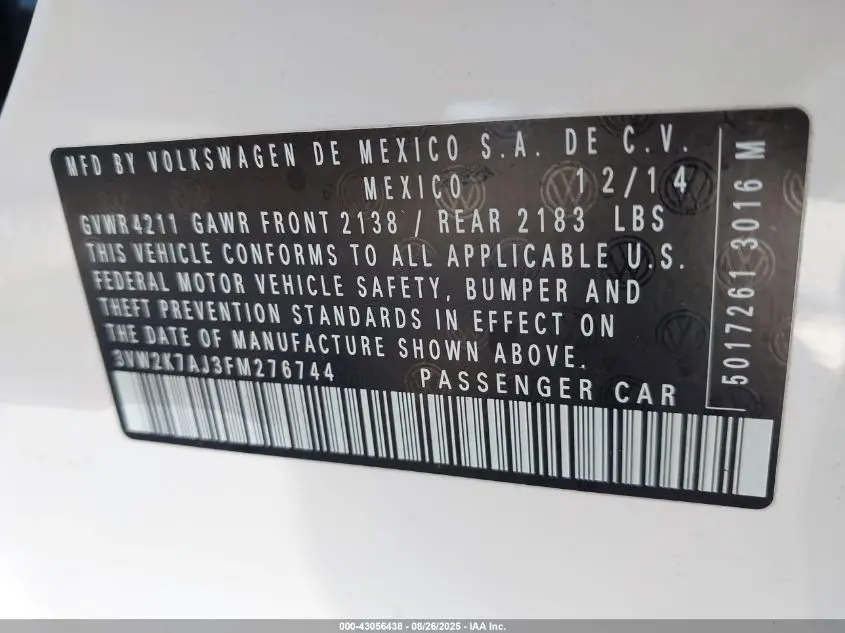 MFD BY VOLKSWAGEN DE MEXICO S.A. DE C.V.
MEXICO 12/14
GVWR4211 GAWR FRONT 2138 / REAR 2183 LBS
THIS VEHICLE CONFORMS TO ALL APPLICABLE U.S.
FEDERAL MOTOR VEHICLE SAFETY, BUMPER AND
THEFT PREVENTION STANDARDS IN EFFECT ON
THE DATE OF MANUFACTURE SHOWN ABOVE.
3VW2K7AJ3FM276744 PASSENGER CAR
5017261 3016 M
000-43056438 - 08/26/2025 - IAA Inc.